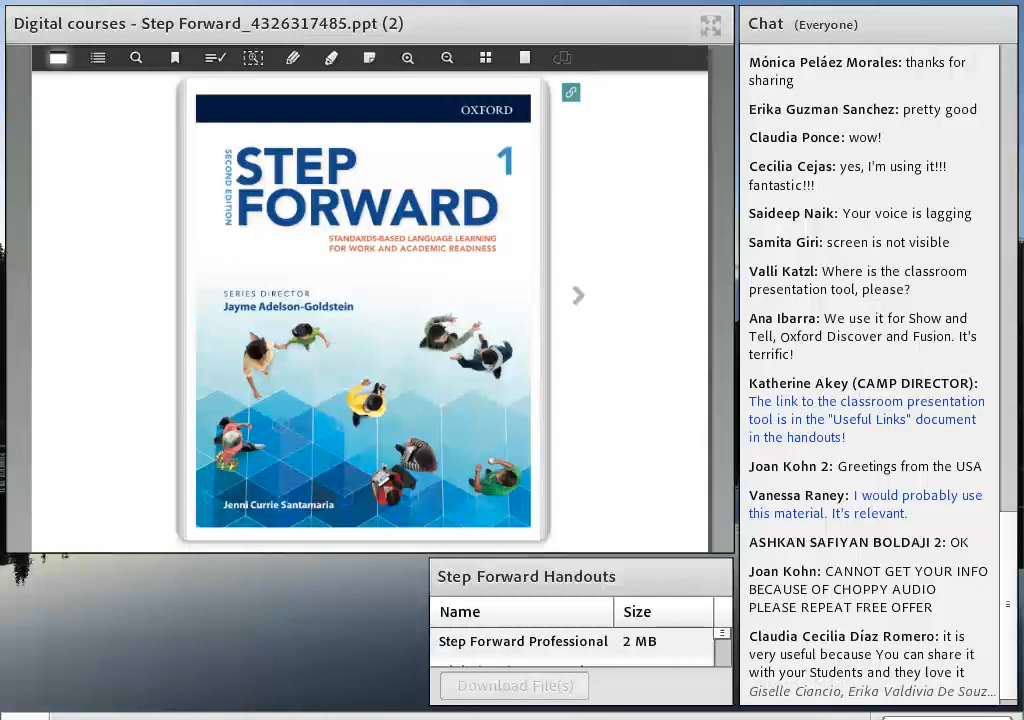 Digital courses - Step Forward_4326317485.ppt (2)
OXFORD
SECOND EDITION
STEP
FORWARD
1
STANDARDS-BASED LANGUAGE LEARNING
FOR WORK AND ACADEMIC READINESS
SERIES DIRECTOR
Jayme Adelson-Goldstein
Jenni Currie Santamaria
Step Forward Handouts
Name Size
Step Forward Professional 2 MB
Download File(s)
Chat (Everyone)
Mónica Peláez Morales: thanks for
sharing
Erika Guzman Sanchez: pretty good
Claudia Ponce: wow!
Cecilia Cejas: yes, I'm using it!!!
fantastic!!!
Saideep Naik: Your voice is lagging
Samita Giri: screen is not visible
Valli Katzl: Where is the classroom
presentation tool, please?
Ana Ibarra: We use it for Show and
Tell, Oxford Discover and Fusion. It's
terrific!
Katherine Akey (CAMP DIRECTOR):
The link to the classroom presentation
tool is in the "Useful Links" document
in the handouts!
Joan Kohn 2: Greetings from the USA
Vanessa Raney: I would probably use
this material. It's relevant.
ASHKAN SAFIYAN BOLDAJI 2: OK
Joan Kohn: CANNOT GET YOUR INFO
BECAUSE OF CHOPPY AUDIO
PLEASE REPEAT FREE OFFER
Claudia Cecilia Díaz Romero: it is
very useful because You can share it
with your Students and they love it
Giselle Ciancio, Erika Valdivia De Souz...